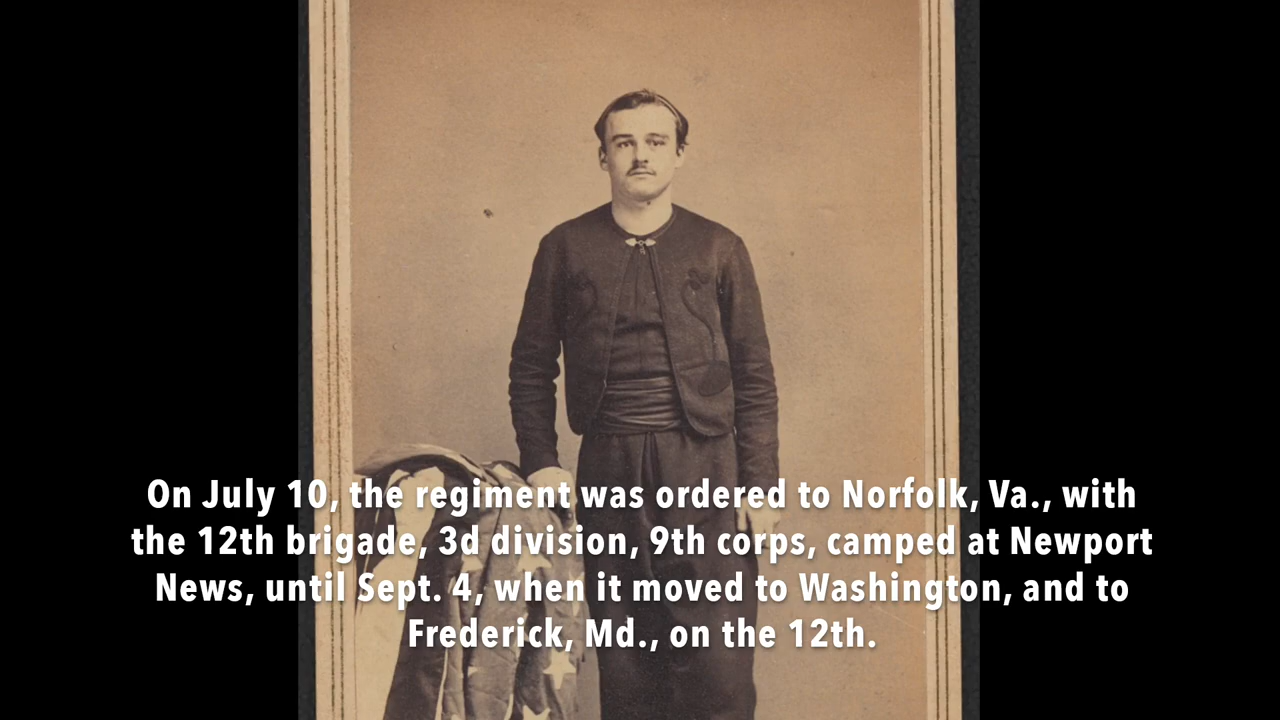 On July 10, the regiment was ordered to Norfolk, Va., with
the 12th brigade, 3d division, 9th corps, camped at Newport
News, until Sept. 4, when it moved to Washington, and to
Frederick, Md., on the 12th.